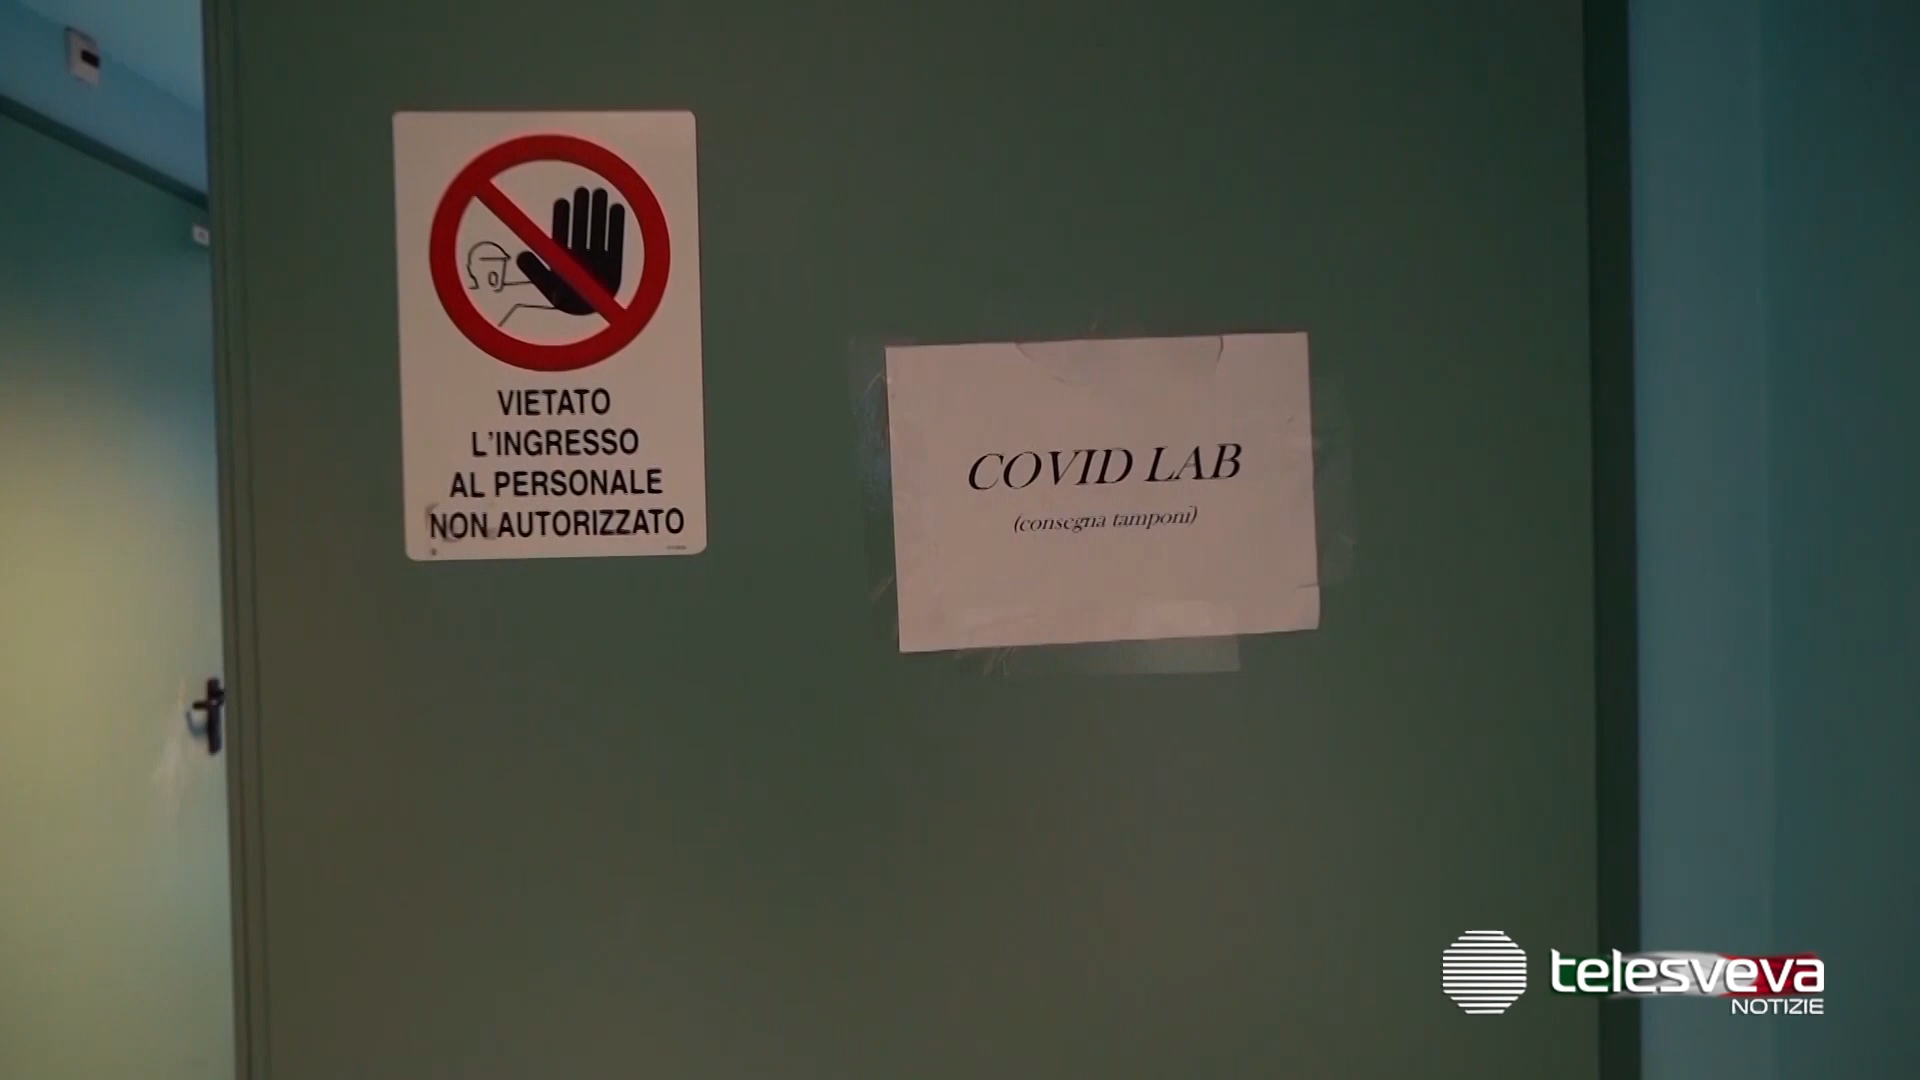 VIETATO
L'INGRESSO
AL PERSONALE
NON AUTORIZZATO
COVID LAB
(consegna tamponi)
telesveva
NOTIZIE